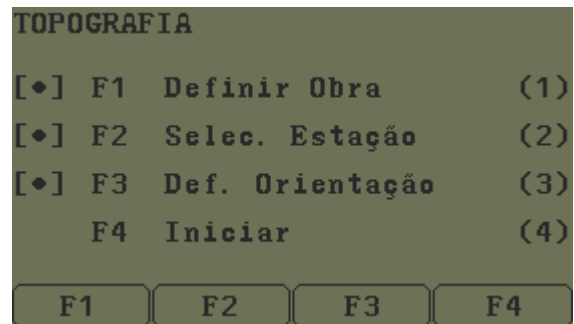 TOPOGRAFIA
[•] F1 Definir Obra (1)
[•] F2 Selec. Estação (2)
[•] F3 Def. Orientação (3)
F4 Iniciar (4)
F1 F2 F3 F4